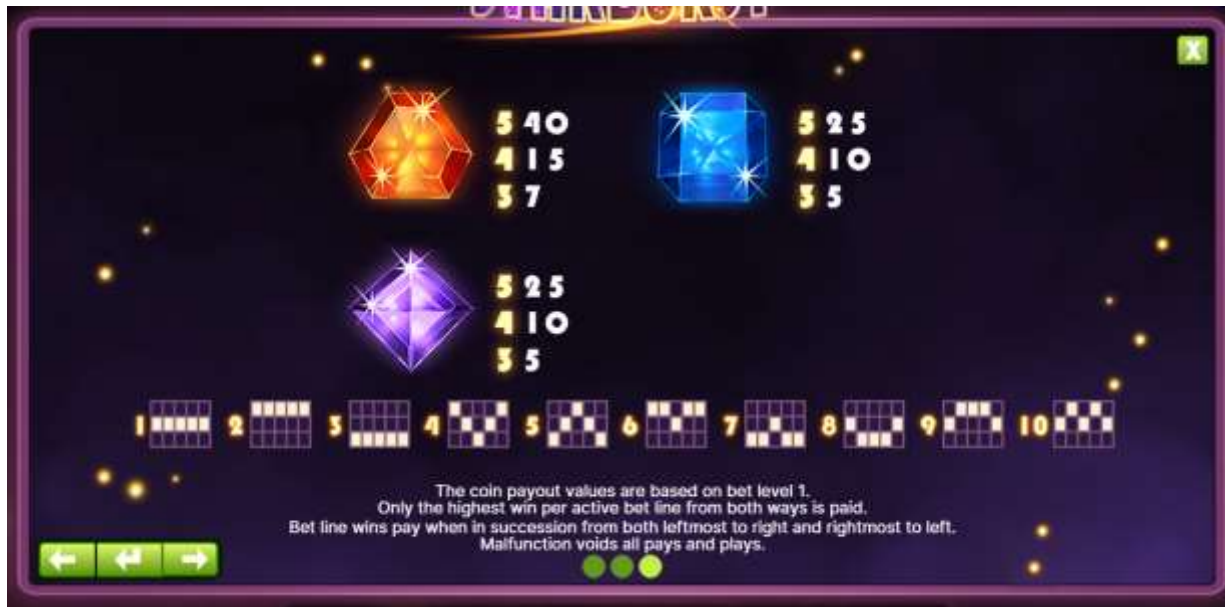 STARBURST
5 40
4 15
3 7
5 25
4 10
3 5
5 25
4 10
3 5
1 2 3 4 5 6 7 8 9 10
The coin payout values are based on bet level 1.
Only the highest win per active bet line from both ways is paid.
Bet line wins pay when in succession from both leftmost to right and rightmost to left.
Malfunction voids all pays and plays.
X